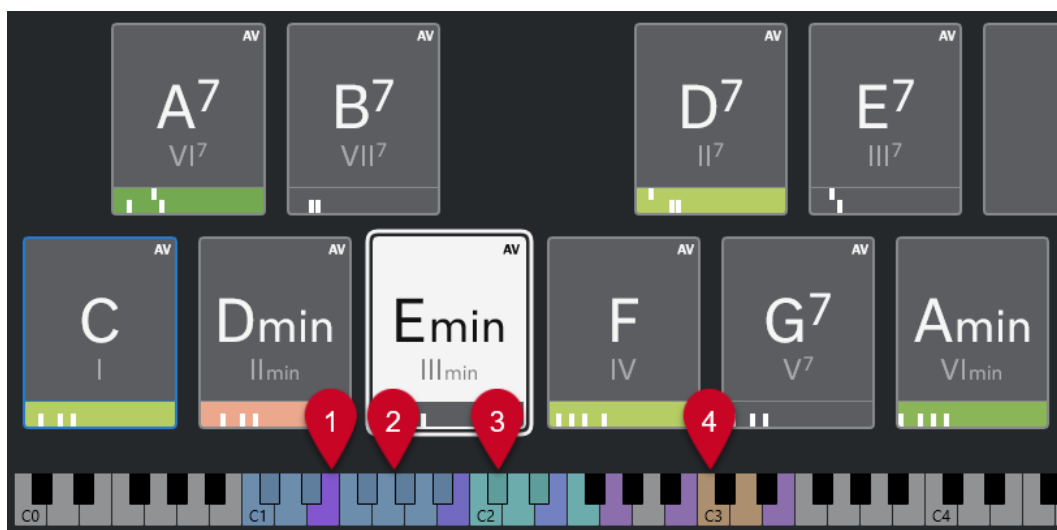 AV AV AV AV
A7 B7 D7 E7
VI7 VII7 II7 III7
AV AV AV AV AV AV
C Dmin Emin F G7 Amin
I IImin IIImin IV V7 VImin
1 2 3 4
C0 C1 C2 C3 C4